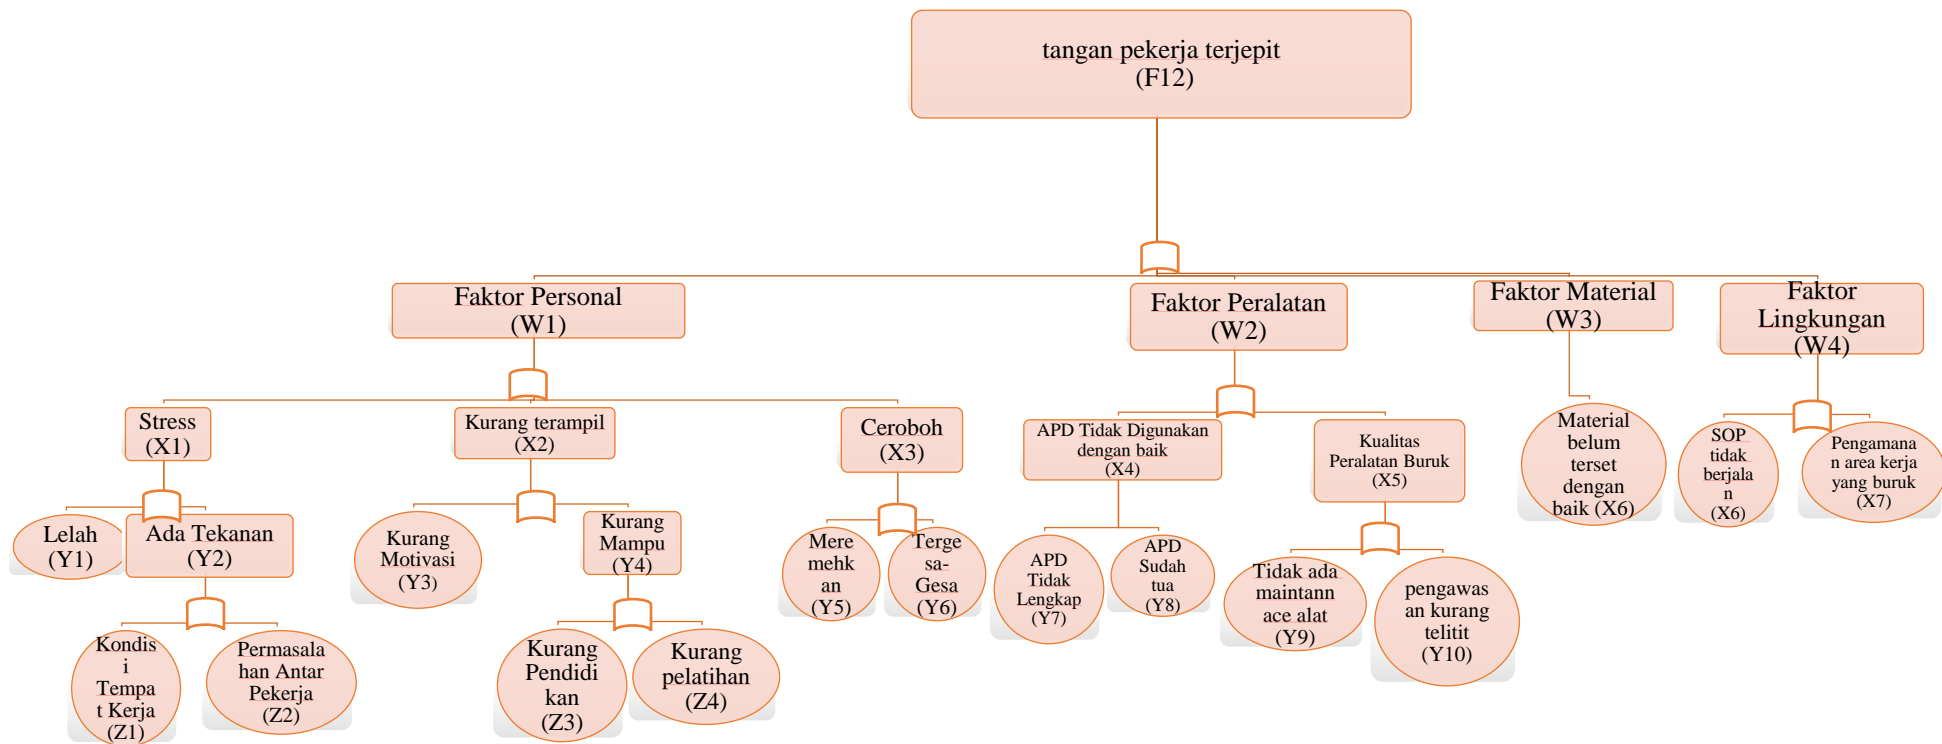 tangan pekerja terjepit
(F12)
Faktor Personal
(W1)
Faktor Peralatan
(W2)
Faktor Material
(W3)
Faktor
Lingkungan
(W4)
Stress
(X1)
Kurang terampil
(X2)
Ceroboh
(X3)
APD Tidak Digunakan
dengan baik
(X4)
Kualitas
Peralatan Buruk
(X5)
Material
belum
terset
dengan
baik (X6)
SOP
tidak
berjala
n
(X6)
Pengamana
n area kerja
yang buruk
(X7)
Lelah
(Y1)
Ada Tekanan
(Y2)
Kurang
Motivasi
(Y3)
Kurang
Mampu
(Y4)
Mere
mehk
an
(Y5)
Terge
sa-
Gesa
(Y6)
APD
Tidak
Lengkap
(Y7)
APD
Sudah
tua
(Y8)
Tidak ada
maintann
ace alat
(Y9)
pengawas
an kurang
telitit
(Y10)
Kondis
i
Tempa
t Kerja
(Z1)
Permasala
han Antar
Pekerja
(Z2)
Kurang
Pendidi
kan
(Z3)
Kurang
pelatihan
(Z4)